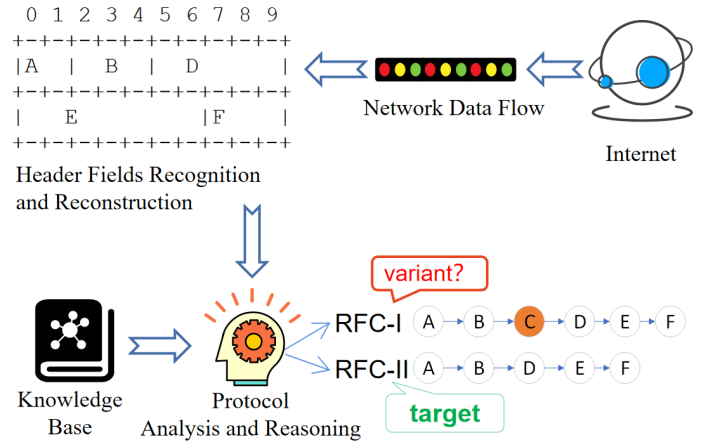 0 1 2 3 4 5 6 7 8 9
+-+-+-+-+-+-+-+-+-+-+
|A | B | D |
+-+-+-+-+-+-+-+-+-+-+
| E |F |
+-+-+-+-+-+-+-+-+-+-+
Network Data Flow
Internet
Header Fields Recognition
and Reconstruction
variant?
RFC-I A B C D E F
RFC-II A B D E F
target
Knowledge
Base
Protocol
Analysis and Reasoning